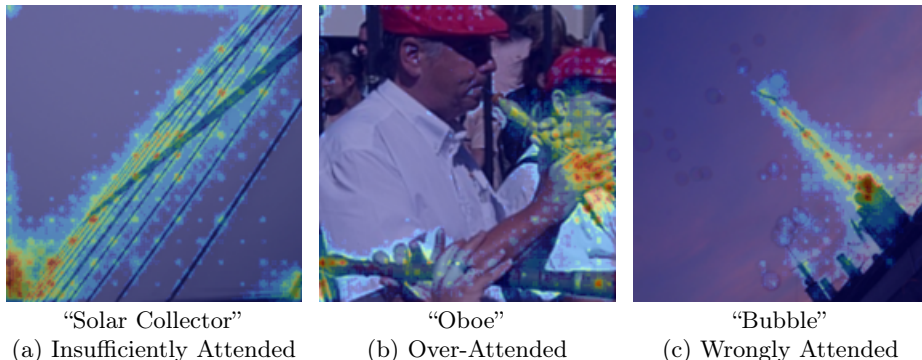 “Solar Collector”
(a) Insufficiently Attended
“Oboe”
(b) Over-Attended
“Bubble”
(c) Wrongly Attended